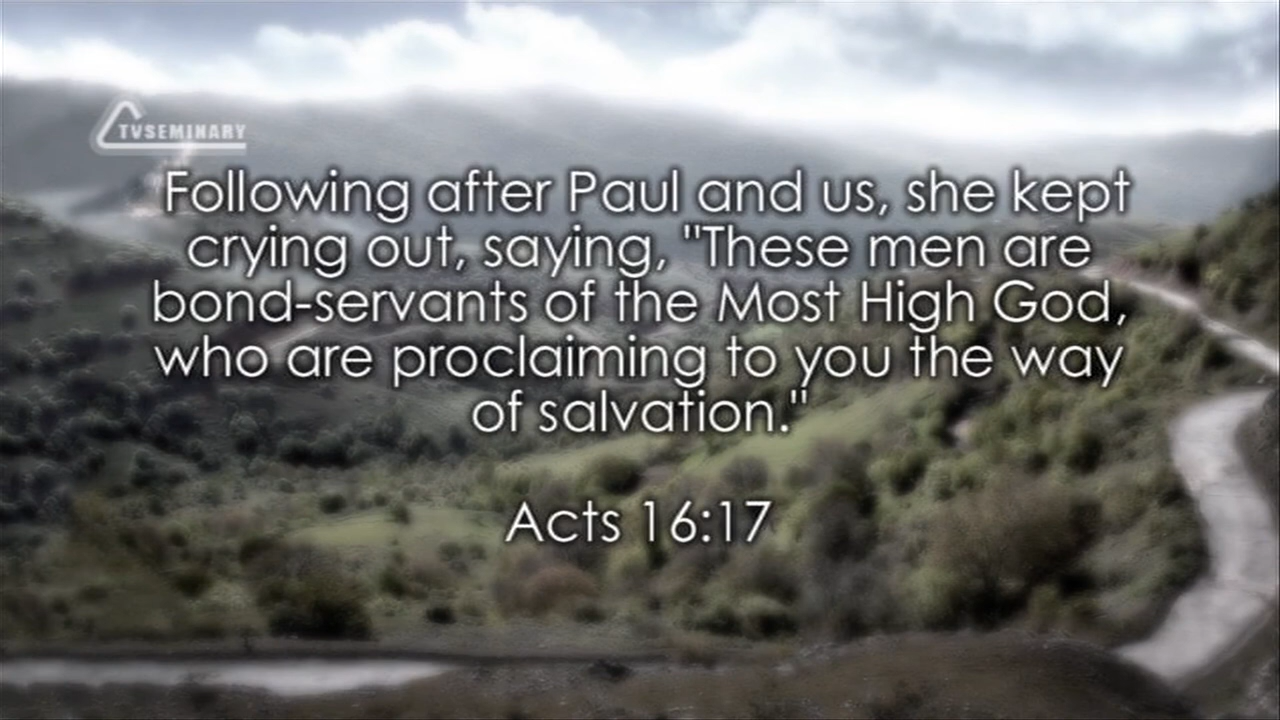 TVSEMINARY
Following after Paul and us, she kept
crying out, saying, "These men are
bond-servants of the Most High God,
who are proclaiming to you the way
of salvation."
Acts 16:17